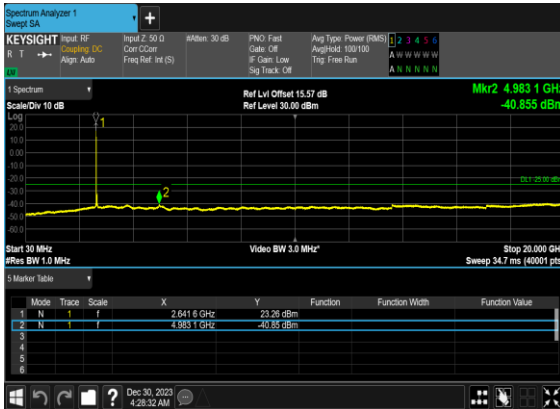 Spectrum Analyzer 1
Swept SA
+
KEYSIGHT Input: RF Input Z: 50 Ω #Atten: 30 dB PNO: Fast Avg Type: Power (RMS) 1 2 3 4 5 6
R T Coupling: DC Corr CCorr Gate: Off Avg|Hold: 100/100 A W W W W W
Align: Auto Freq Ref: Int (S) IF Gain: Low Trig: Free Run
Sig Track: Off A N N N N N
1 Spectrum Ref Lvl Offset 15.57 dB Mkr2 4.983 1 GHz
Scale/Div 10 dB Ref Level 30.00 dBm -40.855 dBm
Log
20.0
10.0
0.00
-10.0
-20.0
-30.0
-40.0
-50.0
-60.0
1
2
DL1 -25.00 dBm
Start 30 MHz Video BW 3.0 MHz* Stop 20.000 GHz
#Res BW 1.0 MHz Sweep 34.7 ms (40001 pts)
5 Marker Table
Mode Trace Scale X Y Function Function Width Function Value
1 N 1 f 2.641 6 GHz 23.26 dBm
2 N 1 f 4.983 1 GHz -40.85 dBm
3
4
5
6
? Dec 30, 2023
4:28:32 AM